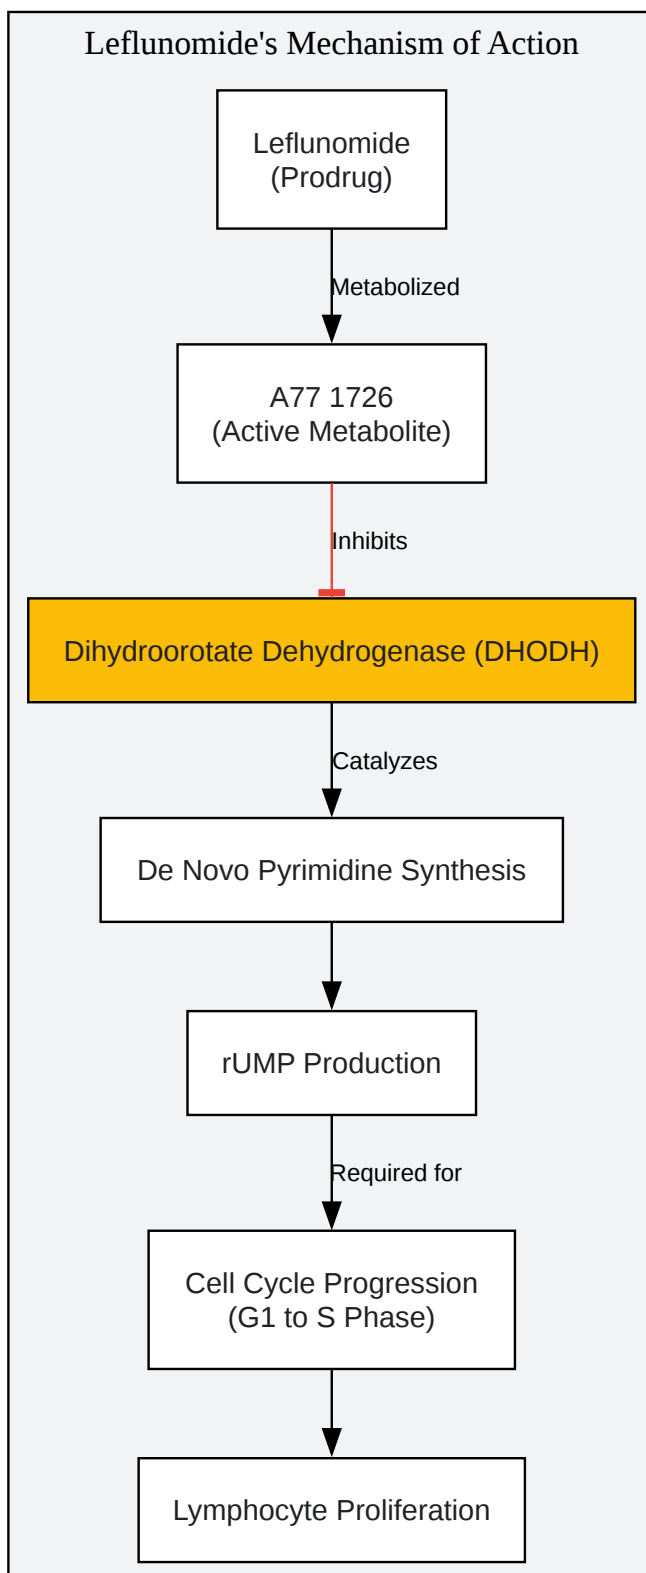 Leflunomide's Mechanism of Action
Leflunomide
(Prodrug)
Metabolized
A77 1726
(Active Metabolite)
Inhibits
Dihydroorotate Dehydrogenase (DHODH)
Catalyzes
De Novo Pyrimidine Synthesis
rUMP Production
Required for
Cell Cycle Progression
(G1 to S Phase)
Lymphocyte Proliferation